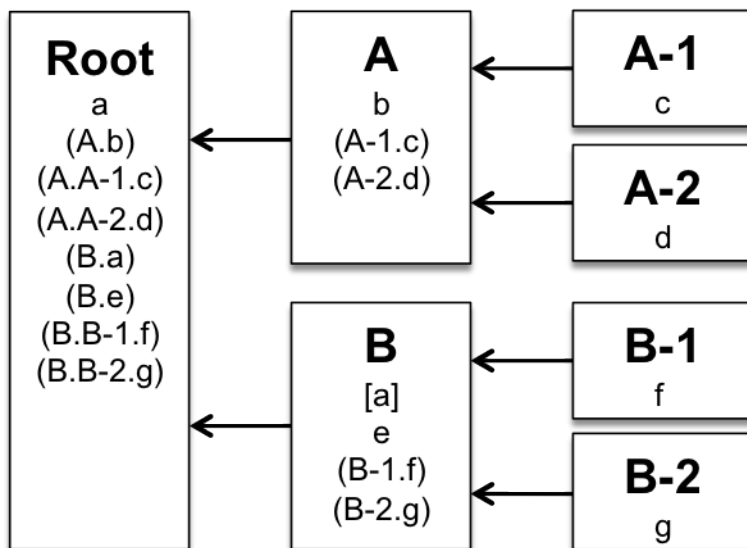 Root
a
(A.b)
(A.A-1.c)
(A.A-2.d)
(B.a)
(B.e)
(B.B-1.f)
(B.B-2.g)
A
b
(A-1.c)
(A-2.d)
A-1
c
A-2
d
B
[a]
e
(B-1.f)
(B-2.g)
B-1
f
B-2
g